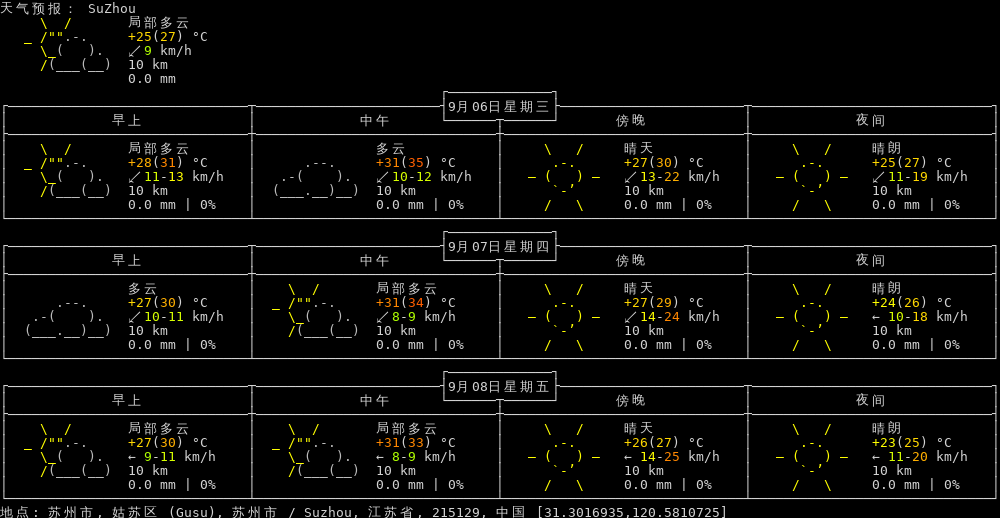 天气预报: SuZhou
局部多云
+25(27) °C
↙9 km/h
10 km
0.0 mm
9月06日星期三
早上 中午 傍晚 夜间
局部多云 多云 晴天 晴朗
+28(31) °C +31(35) °C +27(30) °C +25(27) °C
↙11-13 km/h ↙10-12 km/h ↙13-22 km/h ↙11-19 km/h
10 km 10 km 10 km 10 km
0.0 mm | 0% 0.0 mm | 0% 0.0 mm | 0% 0.0 mm | 0%
9月07日星期四
早上 中午 傍晚 夜间
多云 局部多云 晴天 晴朗
+27(30) °C +31(34) °C +27(29) °C +24(26) °C
↙10-11 km/h ↙8-9 km/h ↙14-24 km/h ← 10-18 km/h
10 km 10 km 10 km 10 km
0.0 mm | 0% 0.0 mm | 0% 0.0 mm | 0% 0.0 mm | 0%
9月08日星期五
早上 中午 傍晚 夜间
局部多云 局部多云 晴天 晴朗
+27(30) °C +31(33) °C +26(27) °C +23(25) °C
← 9-11 km/h ← 8-9 km/h ← 14-25 km/h ← 11-20 km/h
10 km 10 km 10 km 10 km
0.0 mm | 0% 0.0 mm | 0% 0.0 mm | 0% 0.0 mm | 0%
地点: 苏州市, 姑苏区 (Gusu), 苏州市 / Suzhou, 江苏省, 215129, 中国 [31.3016935,120.5810725]